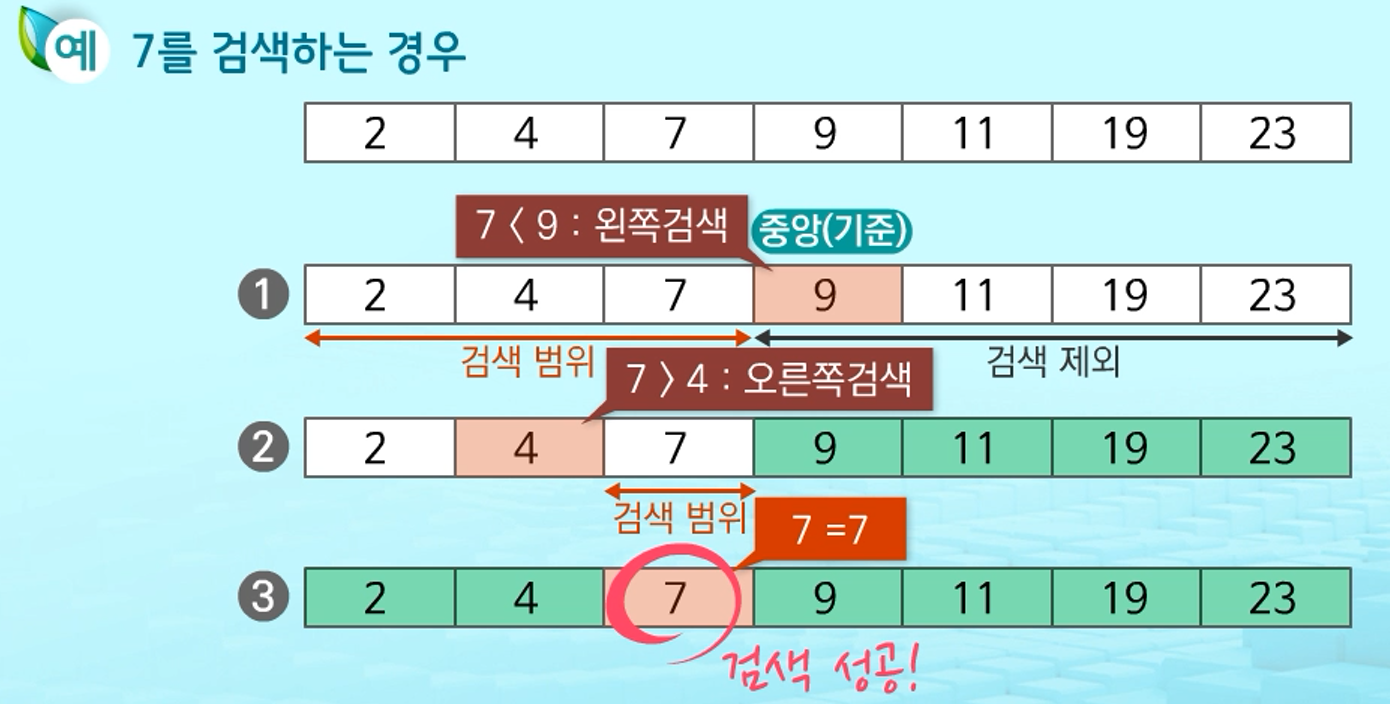 예 7를 검색하는 경우
2 4 7 9 11 19 23
7 < 9 : 왼쪽검색 중앙(기준)
1 2 4 7 9 11 19 23
검색 범위 검색 제외
7 > 4 : 오른쪽검색
2 2 4 7 9 11 19 23
검색 범위
7 =7
3 2 4 7 9 11 19 23
검색 성공!